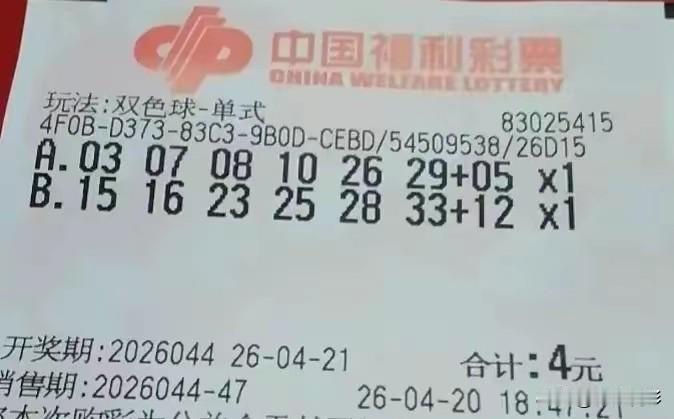 中国福利彩票
CHINA WELFARE LOTTERY
玩法:双色球-单式 83025415
4F0B-D373-83C3-9B0D-CEBD/54509538/26D15
A.03 07 08 10 26 29+05 x1
B.15 16 23 25 28 33+12 x1
开奖期:2026044 26-04-21 合计:4元
销售期:2026044-47 26-04-20 18:47